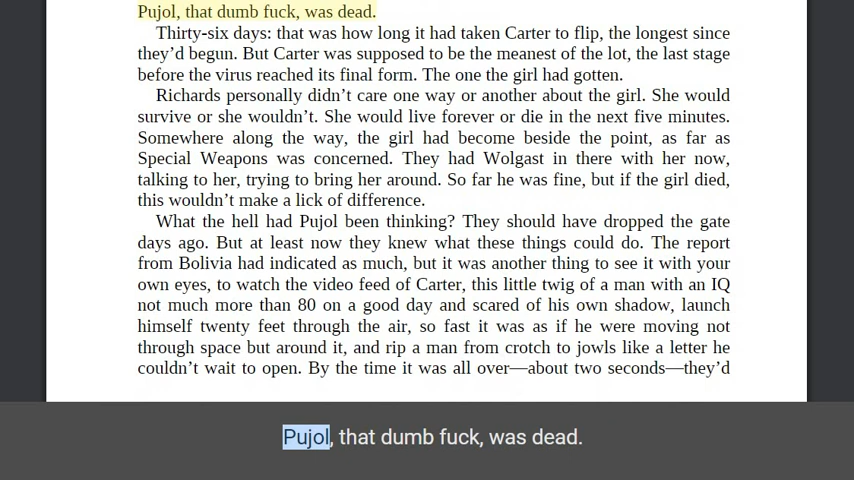 Pujol, that dumb fuck, was dead.
Thirty-six days: that was how long it had taken Carter to flip, the longest since
they’d begun. But Carter was supposed to be the meanest of the lot, the last stage
before the virus reached its final form. The one the girl had gotten.
Richards personally didn’t care one way or another about the girl. She would
survive or she wouldn’t. She would live forever or die in the next five minutes.
Somewhere along the way, the girl had become beside the point, as far as
Special Weapons was concerned. They had Wolgast in there with her now,
talking to her, trying to bring her around. So far he was fine, but if the girl died,
this wouldn’t make a lick of difference.
What the hell had Pujol been thinking? They should have dropped the gate
days ago. But at least now they knew what these things could do. The report
from Bolivia had indicated as much, but it was another thing to see it with your
own eyes, to watch the video feed of Carter, this little twig of a man with an IQ
not much more than 80 on a good day and scared of his own shadow, launch
himself twenty feet through the air, so fast it was as if he were moving not
through space but around it, and rip a man from crotch to jowls like a letter he
couldn’t wait to open. By the time it was all over—about two seconds—they’d
Pujol, that dumb fuck, was dead.